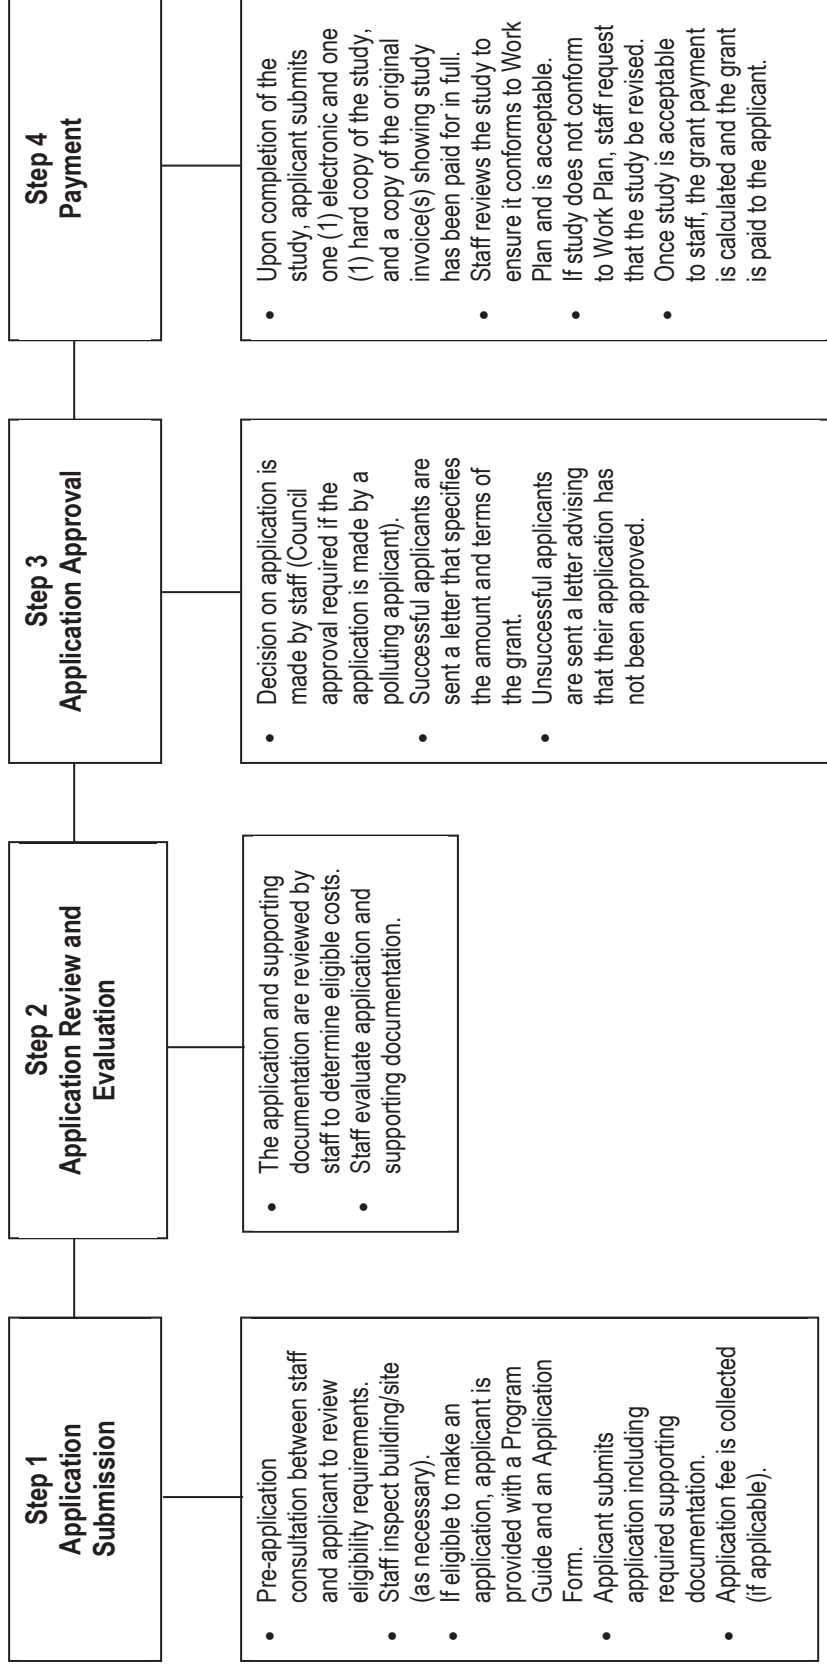 Step 1
Application
Submission
• Pre-application
consultation between staff
and applicant to review
eligibility requirements.
• Staff inspect building/site
(as necessary).
• If eligible to make an
application, applicant is
provided with a Program
Guide and an Application
Form.
• Applicant submits
application including
required supporting
documentation.
• Application fee is collected
(if applicable).
Step 2
Application Review and
Evaluation
• The application and supporting
documentation are reviewed by
staff to determine eligible costs.
• Staff evaluate application and
supporting documentation.
Step 3
Application Approval
• Decision on application is
made by staff (Council
approval required if the
application is made by a
polluting applicant).
• Successful applicants are
sent a letter that specifies
the amount and terms of
the grant.
• Unsuccessful applicants
are sent a letter advising
that their application has
not been approved.
Step 4
Payment
• Upon completion of the
study, applicant submits
one (1) electronic and one
(1) hard copy of the study,
and a copy of the original
invoice(s) showing study
has been paid for in full.
• Staff reviews the study to
ensure it conforms to Work
Plan and is acceptable.
• If study does not conform
to Work Plan, staff request
that the study be revised.
• Once study is acceptable
to staff, the grant payment
is calculated and the grant
is paid to the applicant.